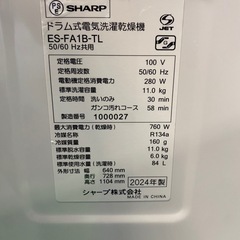 PS E
SHARP
ドラム式電気洗濯乾燥機
ES-FA1B-TL
50/60 Hz共用
JET
定格電圧 100 V
定格周波数 50/60 Hz
電動機定格消費電力 280 W
標準洗濯容量 11.0 kg
定格時間 洗いのみ 30 min
ガンコ汚れコース 58 min
製造番号 1000027
最大消費電力(乾燥時) 760 W
冷媒 R134a
冷媒量 160 g
標準脱水容量 11.0 kg
標準乾燥容量 6.0 kg
標準使用水量(洗濯時) 84 L
外形寸法 幅 640 mm
奥行 728 mm
高さ 1104 mm
2024年製
シャープ株式会社